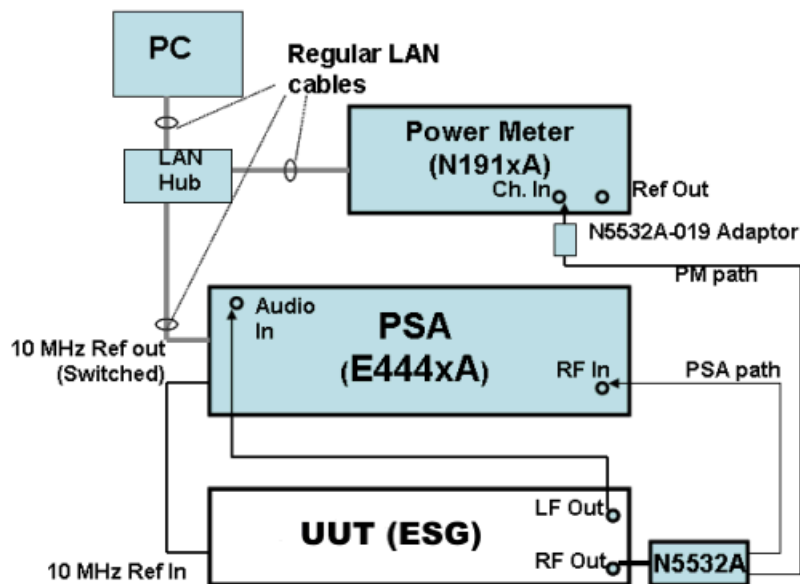 PC
Regular LAN
cables
LAN
Hub
Power Meter
(N191xA)
Ch. In
Ref Out
N5532A-019 Adaptor
PM path
Audio
In
PSA
(E444xA)
RF In
10 MHz Ref out
(Switched)
PSA path
UUT (ESG)
LF Out
RF Out
N5532A
10 MHz Ref In